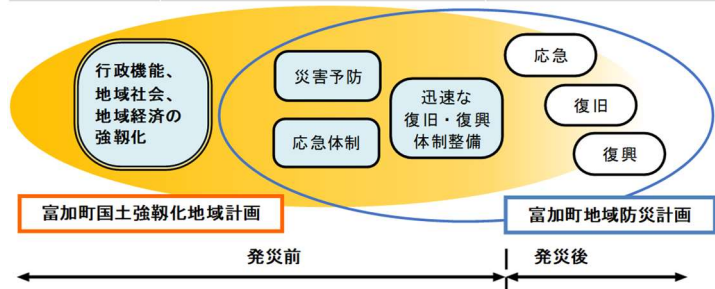 行政機能、
地域社会、
地域経済の
強靱化
災害予防
応急体制
迅速な
復旧・復興
体制整備
応急
復旧
復興
富加町国土強靱化地域計画
富加町地域防災計画
発災前
発災後